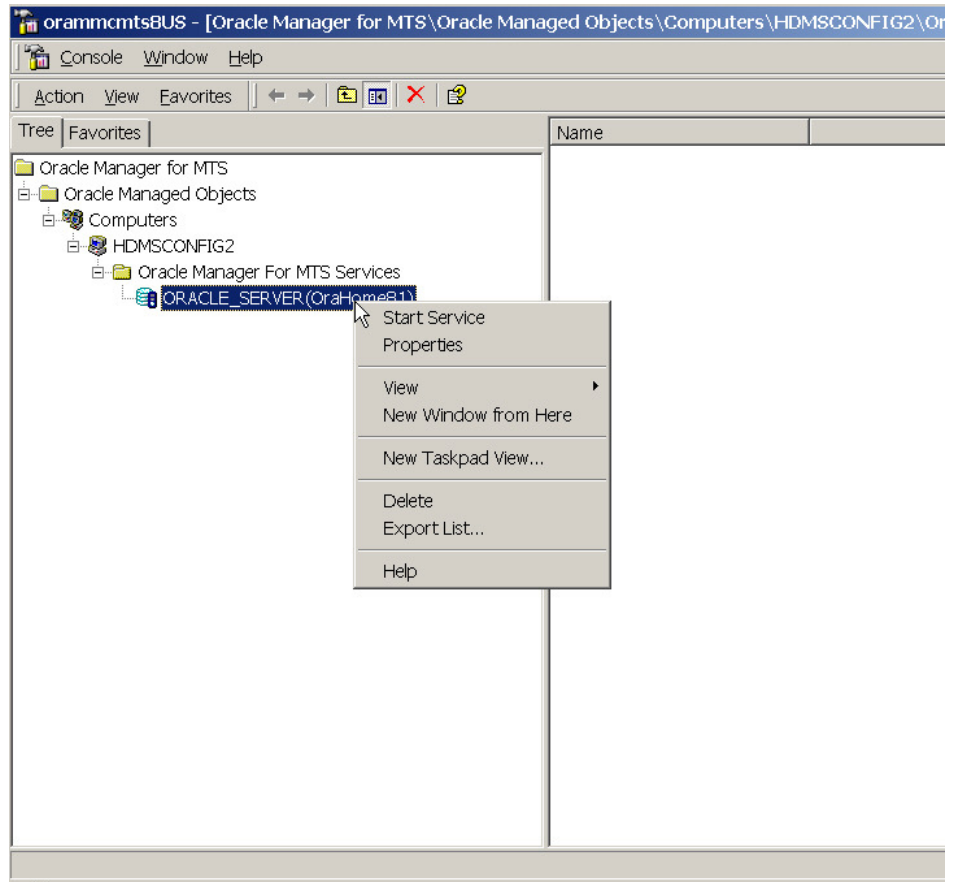 orammcmts8US - [Oracle Manager for MTS\Oracle Managed Objects\Computers\HDMSCONFIG2\Or
Console Window Help
Action View Favorites
Tree Favorites
Name
Oracle Manager for MTS
Oracle Managed Objects
Computers
HDMSCONFIG2
Oracle Manager For MTS Services
ORACLE_SERVER(OraHome81)
Start Service
Properties
View
New Window from Here
New Taskpad View...
Delete
Export List...
Help